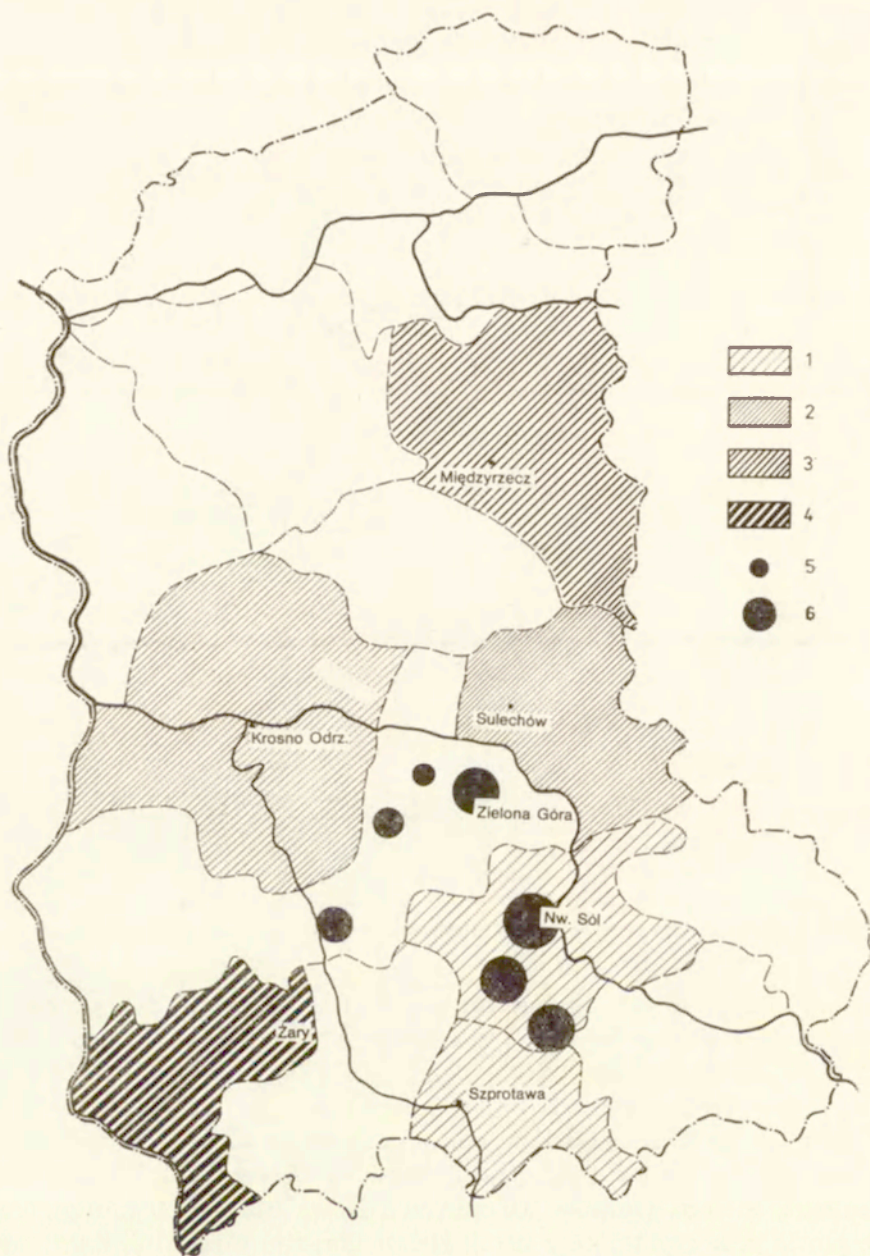 1
2
Międzyrzecz
3
4
5
6
Sulechów
Krosno Odrz.
Zielona Góra
Nw. Sól
Żary
Szprotawa